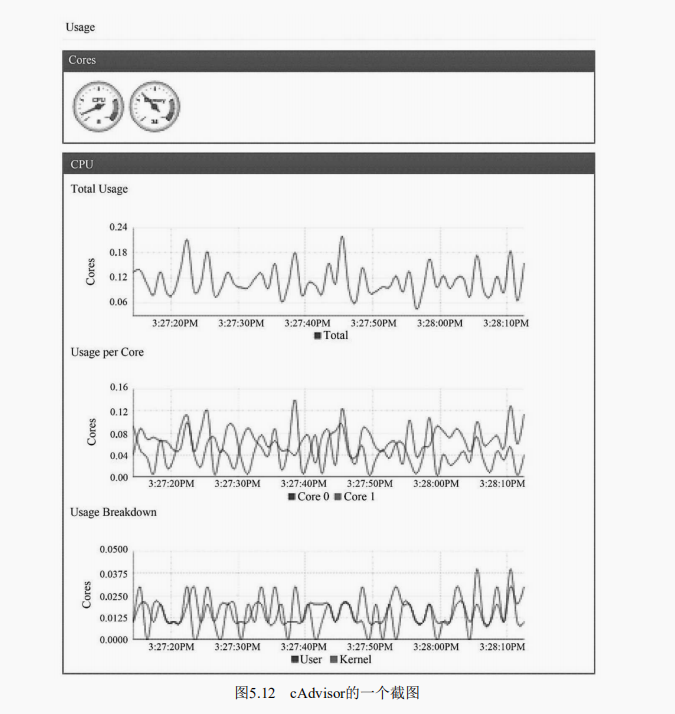 Usage
Cores
CPU
Memory
CPU
Total Usage
0.24
0.18
0.12
0.06
Cores
3:27:20PM 3:27:30PM 3:27:40PM 3:27:50PM 3:28:00PM 3:28:10PM
Total
Usage per Core
0.16
0.12
0.08
0.04
0.00
Cores
3:27:20PM 3:27:30PM 3:27:40PM 3:27:50PM 3:28:00PM 3:28:10PM
Core 0 Core 1
Usage Breakdown
0.0500
0.0375
0.0250
0.0125
0.0000
Cores
3:27:20PM 3:27:30PM 3:27:40PM 3:27:50PM 3:28:00PM 3:28:10PM
User Kernel
图5.12 cAdvisor的一个截图